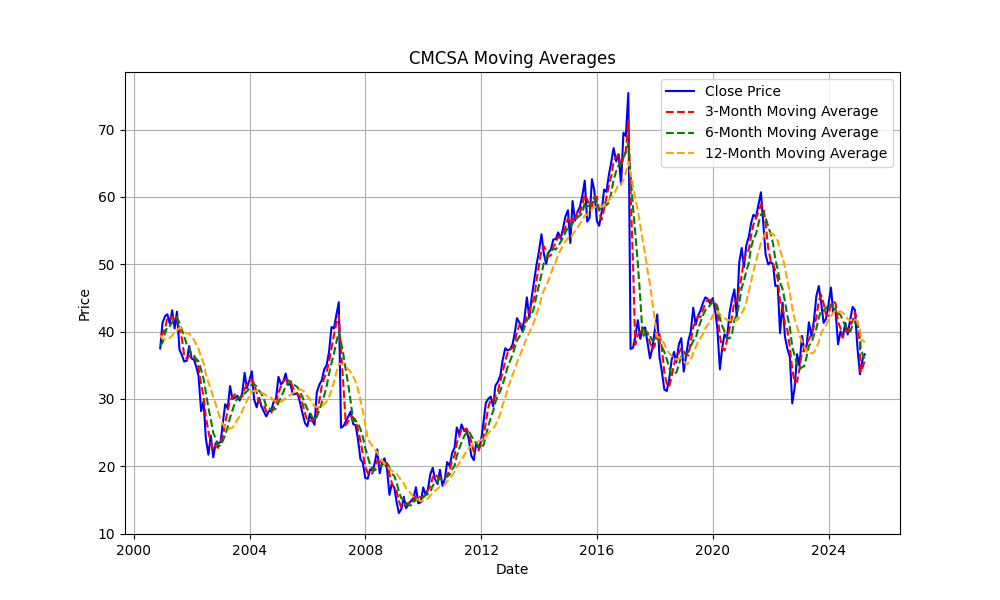 CMCSA Moving Averages
Close Price
3-Month Moving Average
6-Month Moving Average
12-Month Moving Average
Price
70
60
50
40
30
20
10
2000 2004 2008 2012 2016 2020 2024
Date